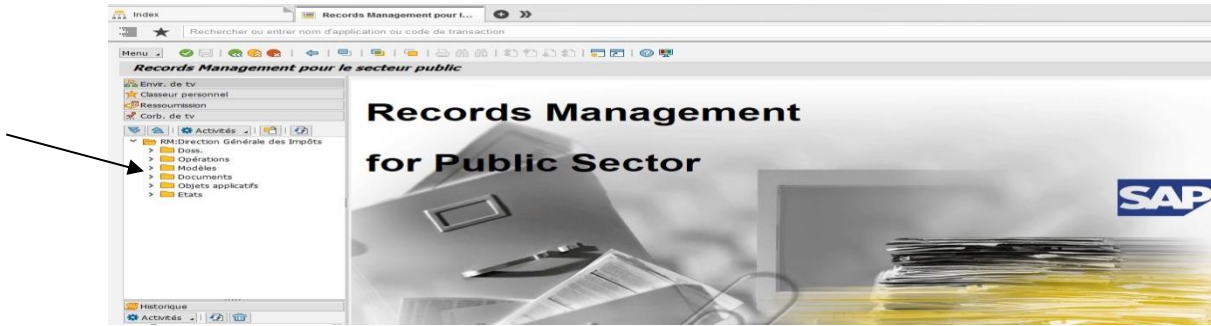 Index
Records Management pour l...
Rechercher ou entrer nom d'application ou code de transaction
Menu
Records Management pour le secteur public
Envir. de tv
Classeur personnel
Ressoumission
Corb. de tv
Activités
RM:Direction Générale des Impôts
Doss.
Opérations
Modèles
Documents
Objets applicatifs
Etats
Historique
Activités
Records Management
for Public Sector
SAP